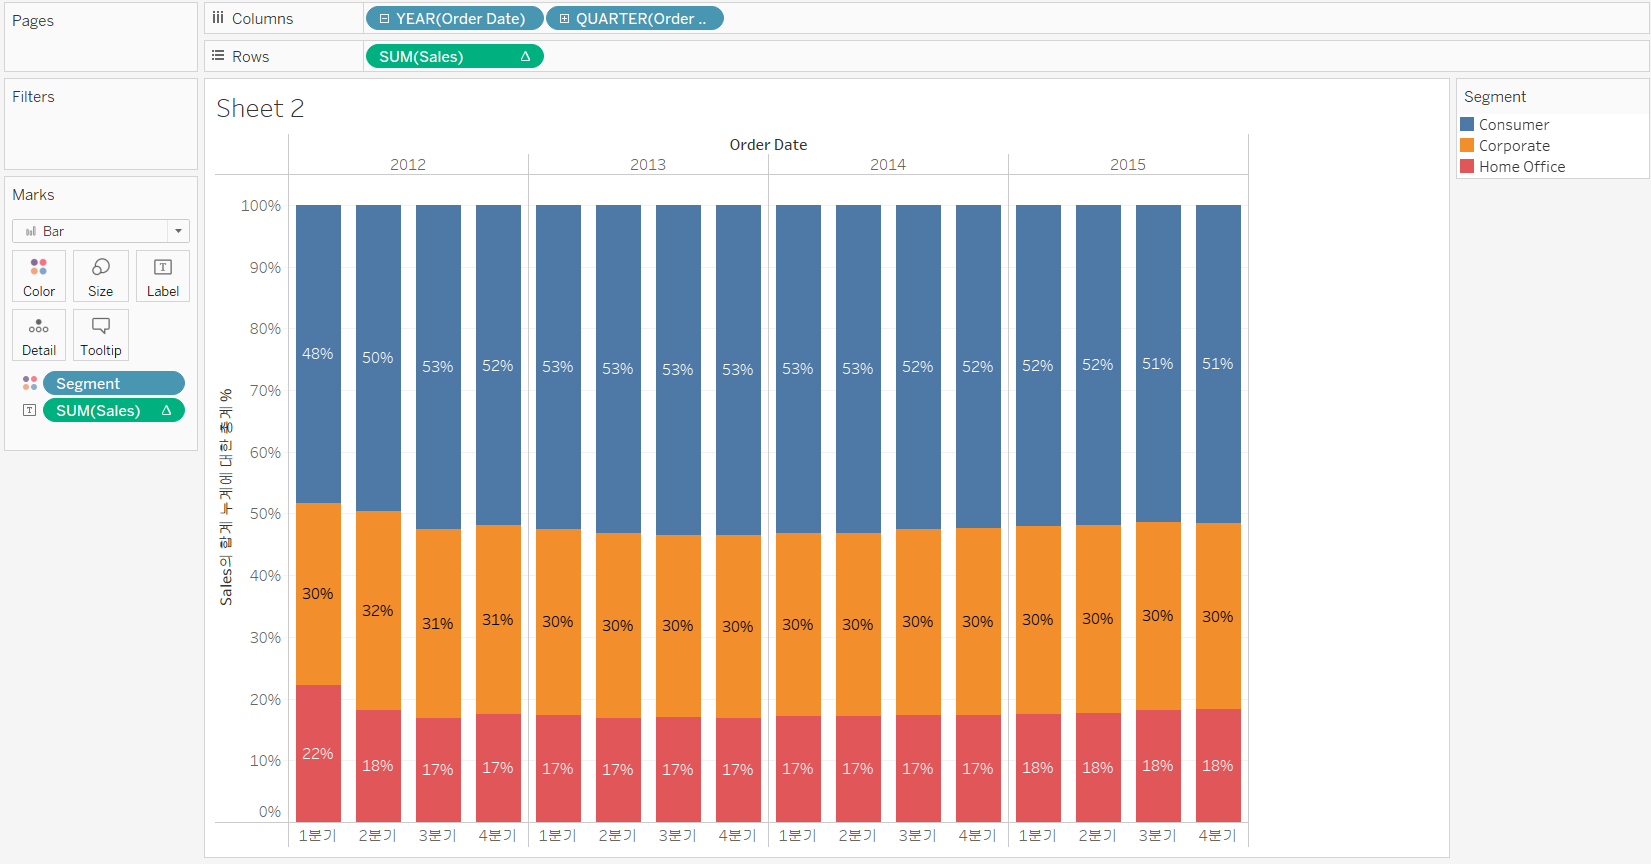 Pages
Columns
YEAR(Order Date)
QUARTER(Order ..
Rows
SUM(Sales)
Filters
Marks
Bar
Color
Size
Label
Detail
Tooltip
Segment
SUM(Sales)
Sheet 2
Order Date
2012 2013 2014 2015
100%
90%
80%
70%
60%
50%
40%
30%
20%
10%
0%
Sales의 합계 누계에 대한 총계 %
48% 50% 53% 52% 53% 53% 53% 53% 53% 53% 52% 52% 52% 52% 51% 51%
30% 32% 31% 31% 30% 30% 30% 30% 30% 30% 30% 30% 30% 30% 30% 30%
22% 18% 17% 17% 17% 17% 17% 17% 17% 17% 17% 17% 18% 18% 18% 18%
1분기 2분기 3분기 4분기 1분기 2분기 3분기 4분기 1분기 2분기 3분기 4분기 1분기 2분기 3분기 4분기
Segment
Consumer
Corporate
Home Office